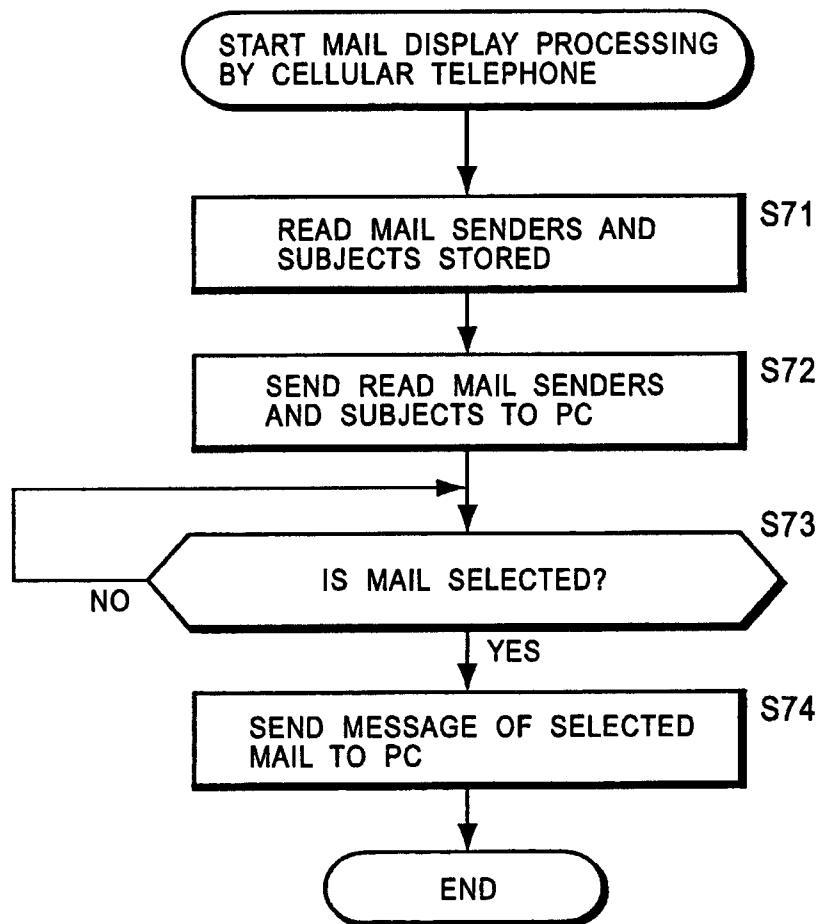 START MAIL DISPLAY PROCESSING
BY CELLULAR TELEPHONE
S71
READ MAIL SENDERS AND
SUBJECTS STORED
S72
SEND READ MAIL SENDERS
AND SUBJECTS TO PC
S73
IS MAIL SELECTED?
NO
YES
S74
SEND MESSAGE OF SELECTED
MAIL TO PC
END